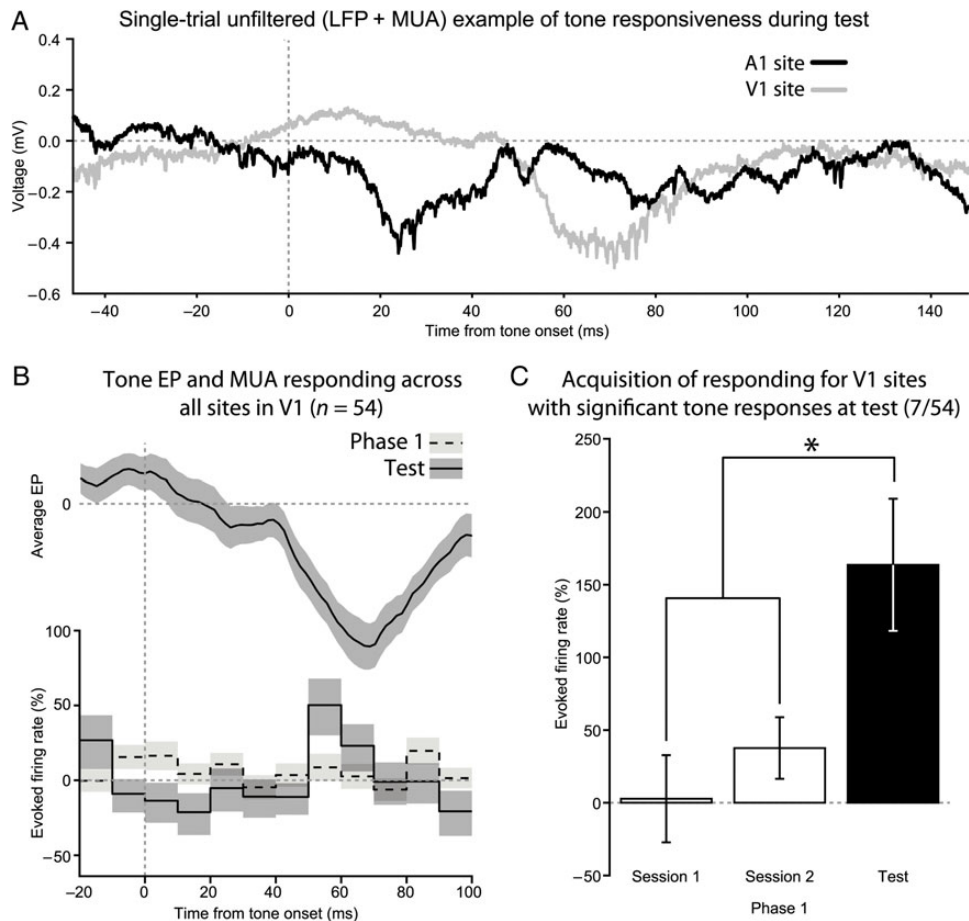 A
Single-trial unfiltered (LFP + MUA) example of tone responsiveness during test
0.4
0.2
0.0
−0.2
−0.4
−0.6
Voltage (mV)
A1 site
V1 site
−40
−20
0
20
40
60
80
100
120
140
Time from tone onset (ms)
B
Tone EP and MUA responding across
all sites in V1 (n = 54)
Phase 1
Test
Average EP
0
Evoked firing rate (%)
100
50
0
−50
−20
0
20
40
60
80
100
Time from tone onset (ms)
C
Acquisition of responding for V1 sites
with significant tone responses at test (7/54)
*
Evoked firing rate (%)
250
200
150
100
50
0
−50
Session 1
Session 2
Test
Phase 1